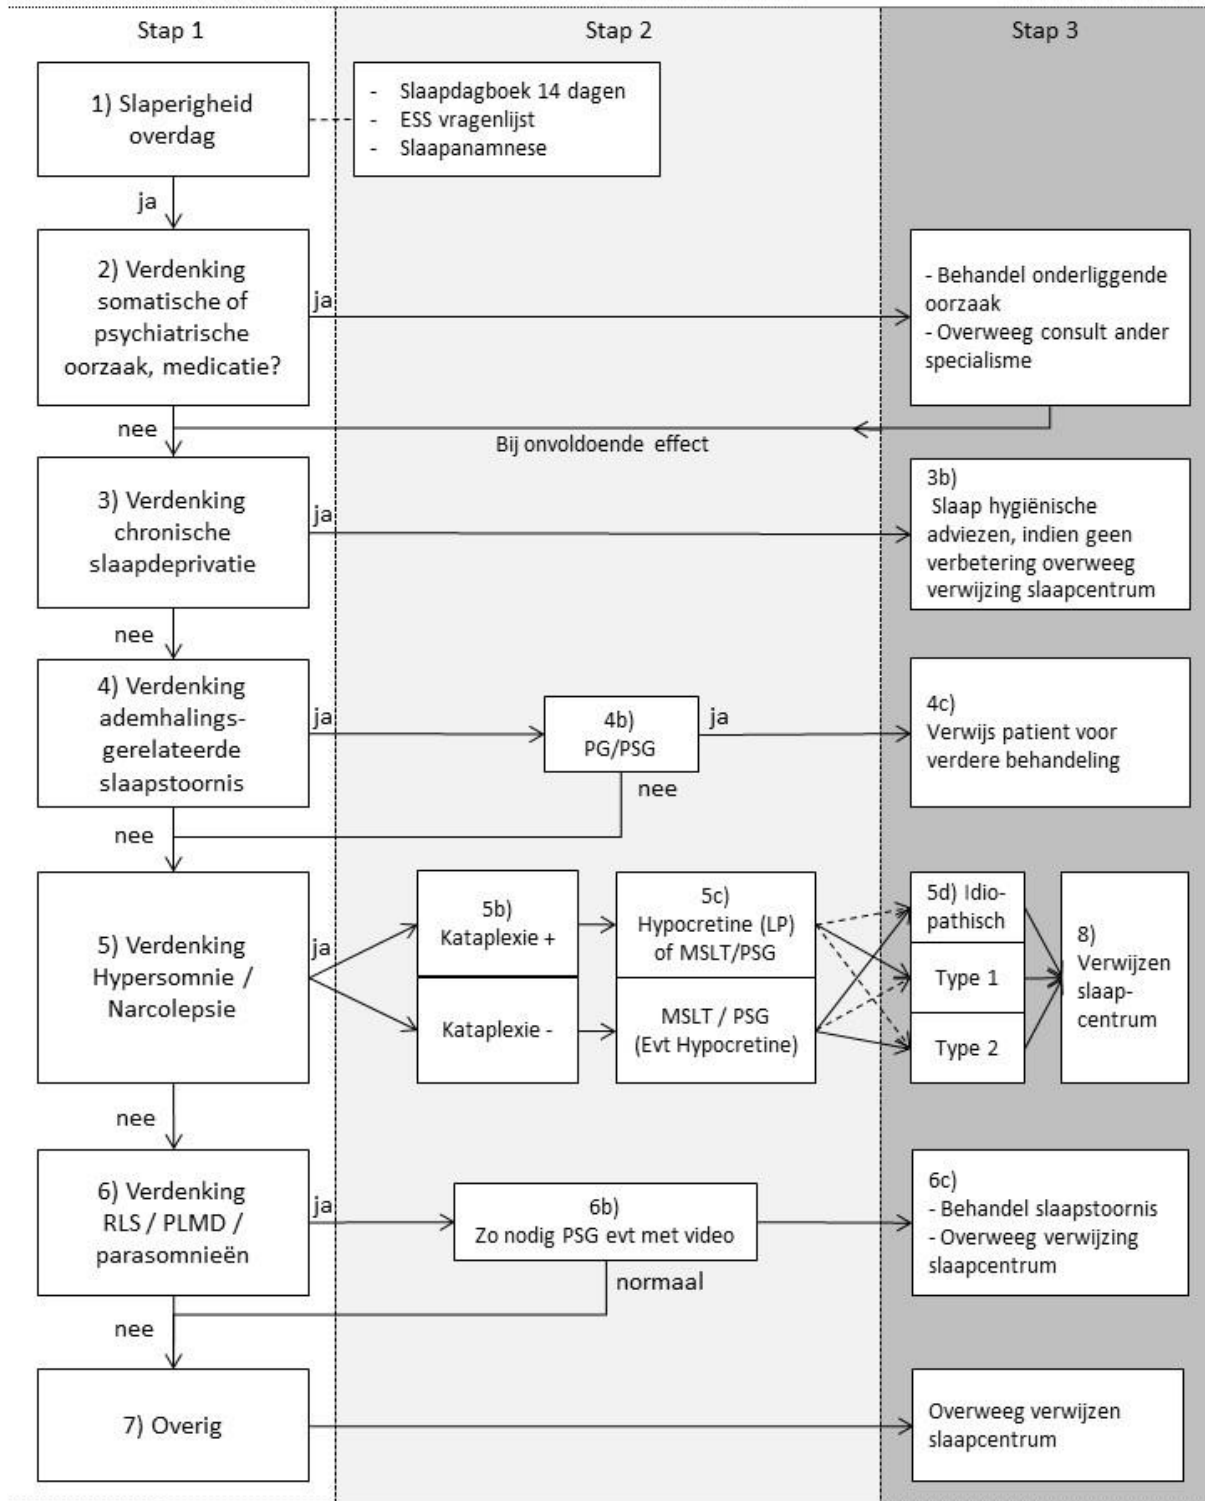 Stap 1
Stap 2
Stap 3
1) Slaperigheid
overdag
- Slaapdagboek 14 dagen
- ESS vragenlijst
- Slaapanamnese
ja
2) Verdenking
somatische of
psychiatrische
oorzaak, medicatie?
ja
- Behandel onderliggende
oorzaak
- Overweeg consult ander
specialisme
nee
Bij onvoldoende effect
3) Verdenking
chronische
slaapdeprivatie
ja
3b)
Slaap hygiënische
adviezen, indien geen
verbetering overweeg
verwijzing slaapcentrum
nee
4) Verdenking
ademhalings-
gerelateerde
slaapstoornis
ja
4b)
PG/PSG
ja
nee
4c)
Verwijs patient voor
verdere behandeling
nee
5) Verdenking
Hypersomnie /
Narcolepsie
ja
5b)
Kataplexie +
Kataplexie -
5c)
Hypocretine (LP)
of MSLT/PSG
MSLT / PSG
(Evt Hypocretine)
5d) Idio-
pathisch
Type 1
Type 2
8)
Verwijzen
slaap-
centrum
nee
6) Verdenking
RLS / PLMD /
parasomnieën
ja
6b)
Zo nodig PSG evt met video
normaal
6c)
- Behandel slaapstoornis
- Overweeg verwijzing
slaapcentrum
nee
7) Overig
Overweeg verwijzen
slaapcentrum